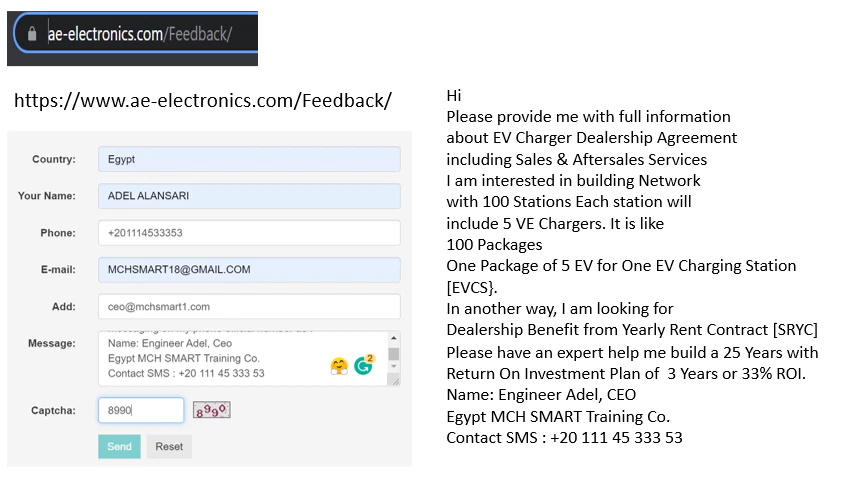 ae-electronics.com/Feedback/
https://www.ae-electronics.com/Feedback/
Country: Egypt
Your Name: ADEL ALANSARI
Phone: +201114533353
E-mail: MCHSMART18@GMAIL.COM
Add: ceo@mchsmart1.com
Message:
Name: Engineer Adel, Ceo
Egypt MCH SMART Training Co.
Contact SMS : +20 111 45 333 53
2
Captcha: 8990 8990
Send Reset
Hi
Please provide me with full information
about EV Charger Dealership Agreement
including Sales & Aftersales Services
I am interested in building Network
with 100 Stations Each station will
include 5 VE Chargers. It is like
100 Packages
One Package of 5 EV for One EV Charging Station
[EVCS}.
In another way, I am looking for
Dealership Benefit from Yearly Rent Contract [SRYC]
Please have an expert help me build a 25 Years with
Return On Investment Plan of 3 Years or 33% ROI.
Name: Engineer Adel, CEO
Egypt MCH SMART Training Co.
Contact SMS : +20 111 45 333 53